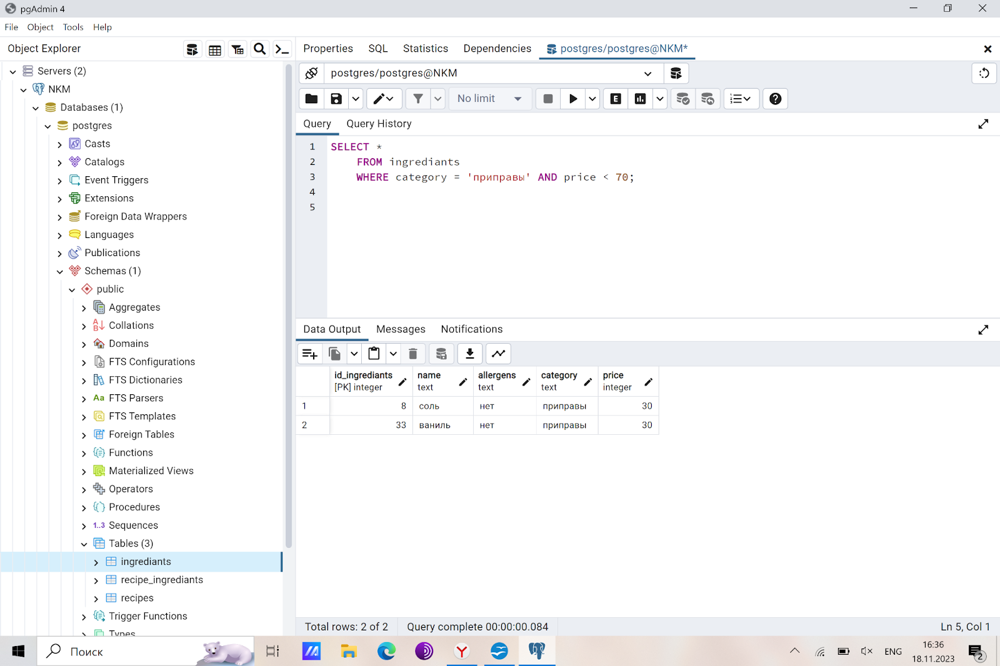 pgAdmin 4
File Object Tools Help
Object Explorer
Properties SQL Statistics Dependencies postgres/postgres@NKM*
Servers (2)
NKM
Databases (1)
postgres
Casts
Catalogs
Event Triggers
Extensions
Foreign Data Wrappers
Languages
Publications
Schemas (1)
public
Aggregates
Collations
Domains
FTS Configurations
FTS Dictionaries
Aa FTS Parsers
FTS Templates
Foreign Tables
Functions
Materialized Views
Operators
Procedures
1..3 Sequences
Tables (3)
ingrediants
recipe_ingrediants
recipes
Trigger Functions
Types
postgres/postgres@NKM
No limit
Query Query History
1 SELECT *
2 FROM ingrediants
3 WHERE category = 'приправы' AND price < 70;
4
5
Data Output Messages Notifications
id_ingrediants name allergens category price
[PK] integer text text text integer
1 8 соль нет приправы 30
2 33 ваниль нет приправы 30
Total rows: 2 of 2 Query complete 00:00:00.084 Ln 5, Col 1
Поиск
ENG
16:36
18.11.2023
2